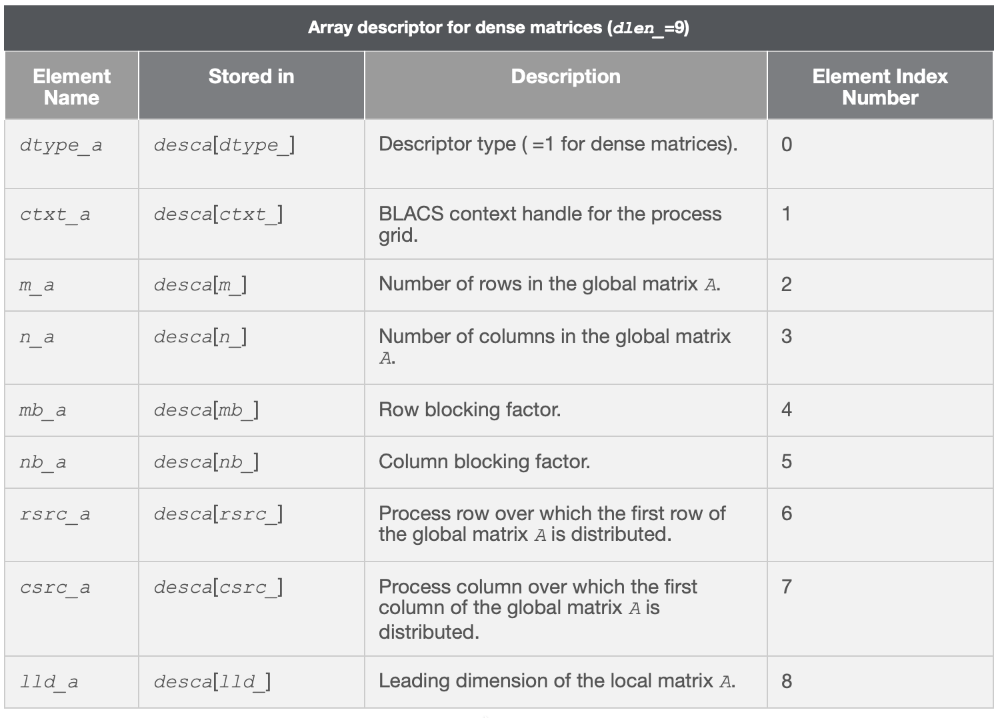 Array descriptor for dense matrices (dlen_=9)
Element Name
Stored in
Description
Element Index Number
dtype_a
desca[dtype_]
Descriptor type ( =1 for dense matrices).
0
ctxt_a
desca[ctxt_]
BLACS context handle for the process
grid.
1
m_a
desca[m_]
Number of rows in the global matrix A.
2
n_a
desca[n_]
Number of columns in the global matrix
A.
3
mb_a
desca[mb_]
Row blocking factor.
4
nb_a
desca[nb_]
Column blocking factor.
5
rsrc_a
desca[rsrc_]
Process row over which the first row of
the global matrix A is distributed.
6
csrc_a
desca[csrc_]
Process column over which the first
column of the global matrix A is
distributed.
7
lld_a
desca[lld_]
Leading dimension of the local matrix A.
8